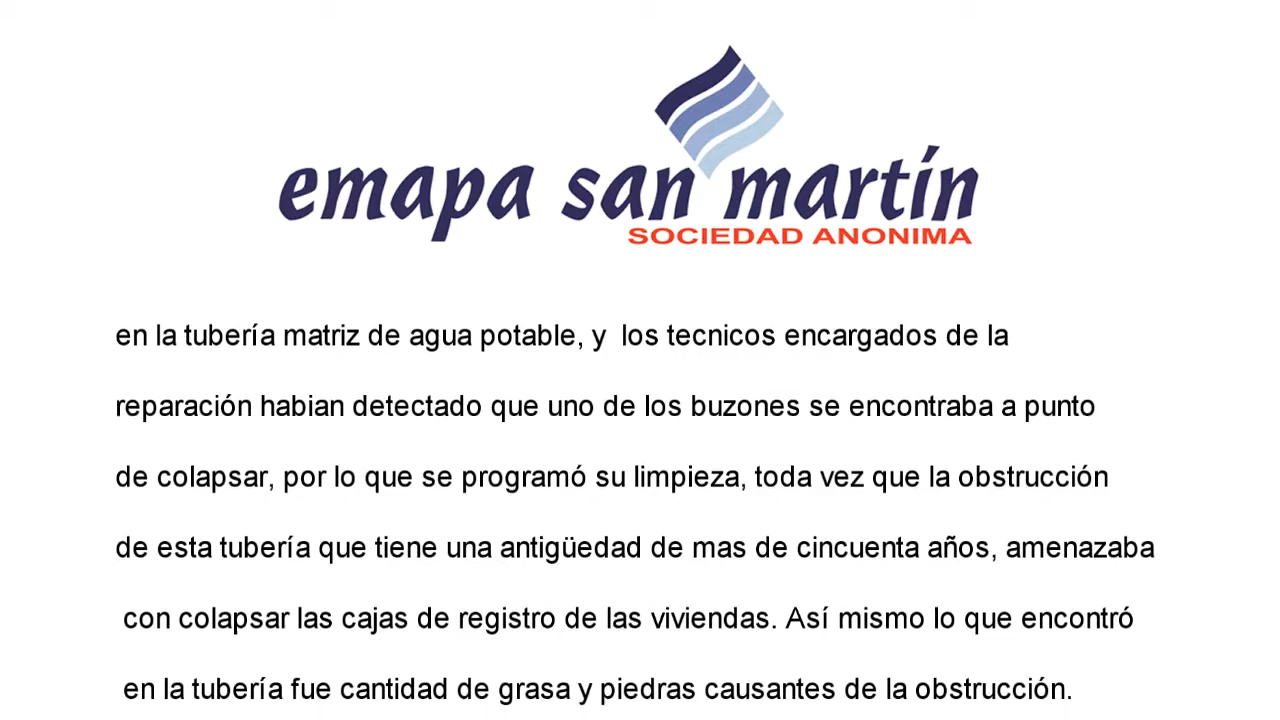 emapa san martín
SOCIEDAD ANONIMA
en la tubería matriz de agua potable, y  los tecnicos encargados de la
reparación habian detectado que uno de los buzones se encontraba a punto
de colapsar, por lo que se programó su limpieza, toda vez que la obstrucción
de esta tubería que tiene una antigüedad de mas de cincuenta años, amenazaba
con colapsar las cajas de registro de las viviendas. Así mismo lo que encontró
en la tubería fue cantidad de grasa y piedras causantes de la obstrucción.